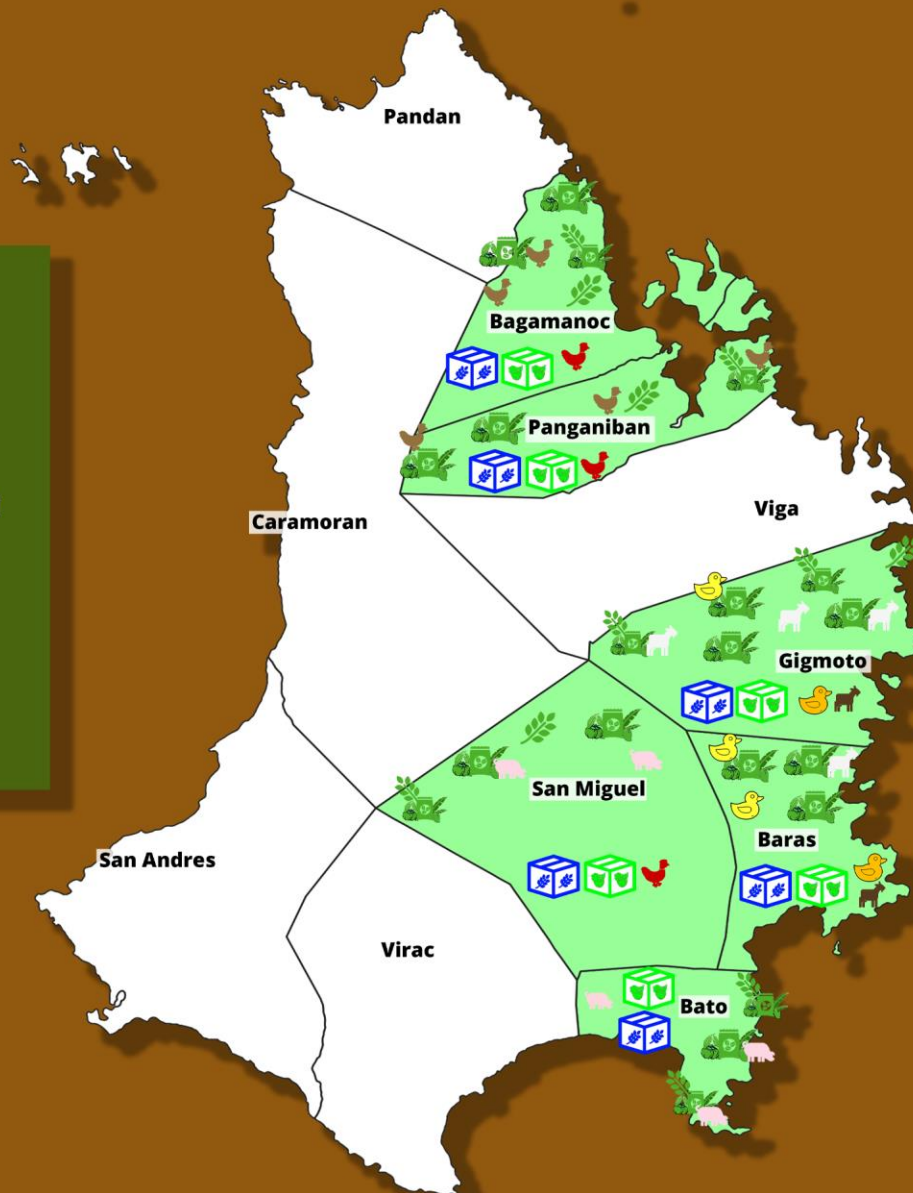 Pandan
Bagamanoc
Panganiban
Viga
Caramoran
Gigmoto
San Miguel
Baras
San Andres
Virac
Bato